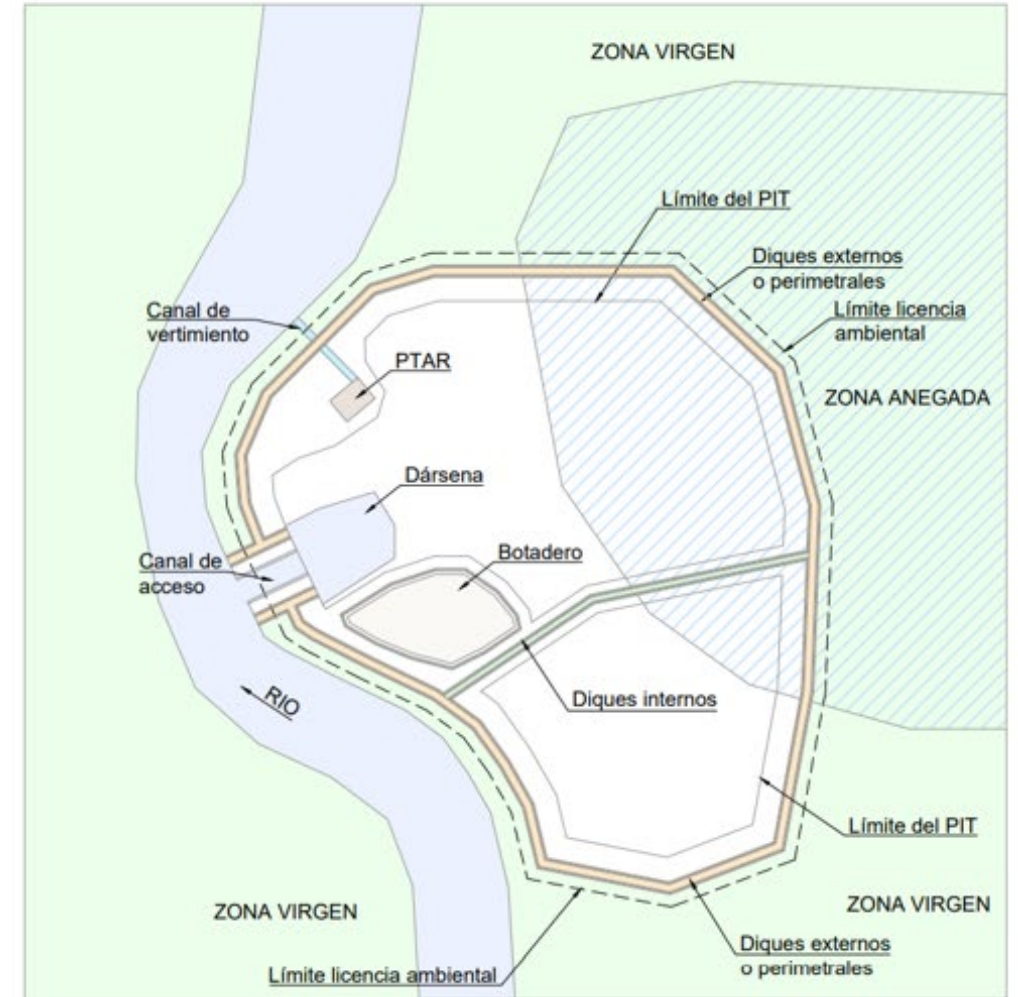 ZONA VIRGEN
Límite del PIT
Diques externos
o perimetrales
Límite licencia
ambiental
Canal de
vertimiento
PTAR
ZONA ANEGADA
Dársena
Botadero
Canal de
acceso
RIO
Diques internos
Límite del PIT
ZONA VIRGEN
ZONA VIRGEN
Diques externos
o perimetrales
Límite licencia ambiental